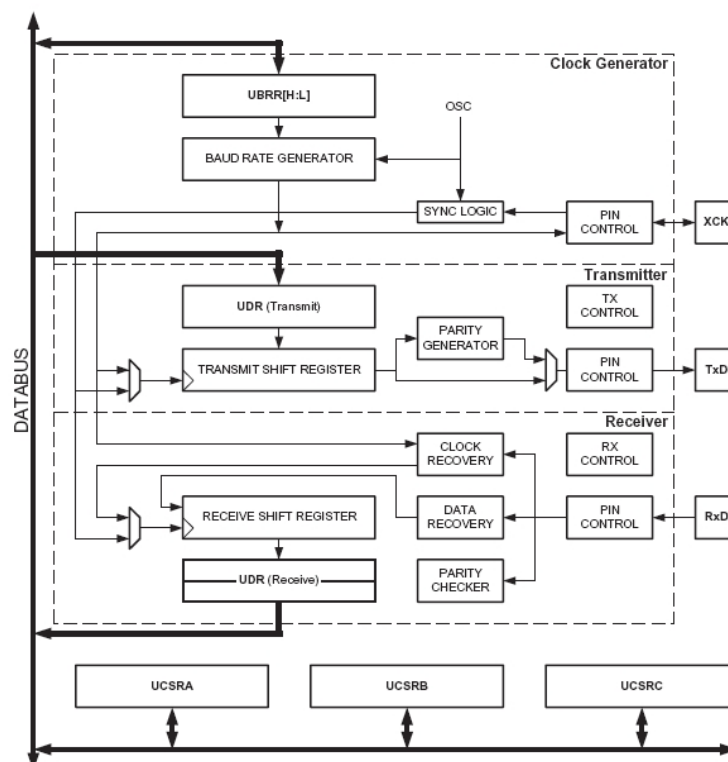 Clock Generator
UBRR[H:L]
OSC
BAUD RATE GENERATOR
SYNC LOGIC
PIN
CONTROL
XCK
Transmitter
UDR (Transmit)
TX
CONTROL
PARITY
GENERATOR
TRANSMIT SHIFT REGISTER
PIN
CONTROL
TxD
DATABUS
Receiver
CLOCK
RECOVERY
RX
CONTROL
RECEIVE SHIFT REGISTER
DATA
RECOVERY
PIN
CONTROL
RxD
UDR (Receive)
PARITY
CHECKER
UCSRA
UCSRB
UCSRC